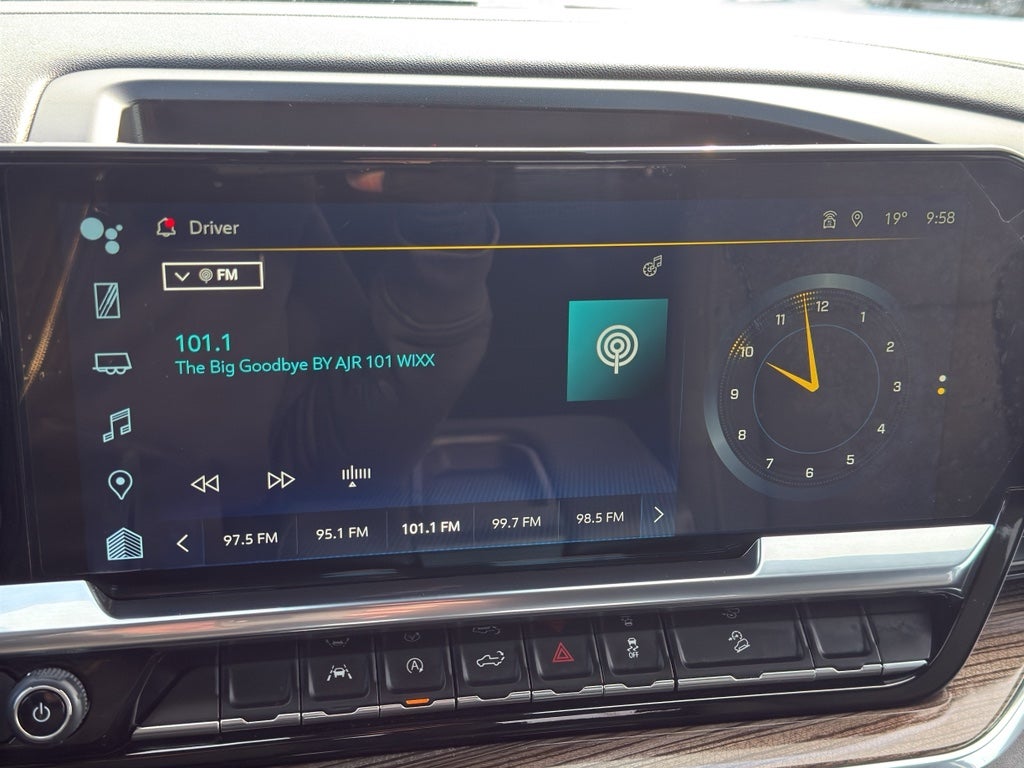 Driver
19° 9:58
FM
101.1
The Big Goodbye BY AJR 101 WIXX
12
1
2
3
4
5
6
7
8
9
10
11
97.5 FM
95.1 FM
101.1 FM
99.7 FM
98.5 FM
A
OFF